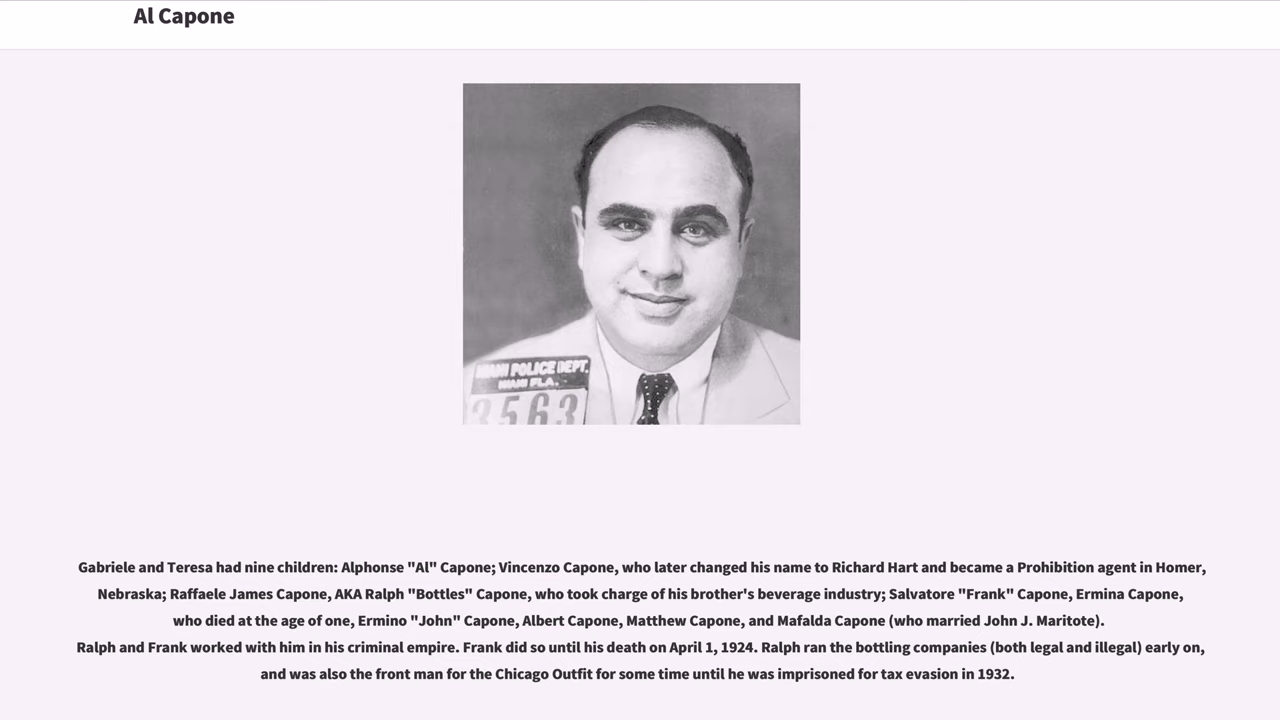 Al Capone
MIAMI POLICE DEPT.
MIAMI FLA.
3563
Gabriele and Teresa had nine children: Alphonse "Al" Capone; Vincenzo Capone, who later changed his name to Richard Hart and became a Prohibition agent in Homer,
Nebraska; Raffaele James Capone, AKA Ralph "Bottles" Capone, who took charge of his brother's beverage industry; Salvatore "Frank" Capone, Ermina Capone,
who died at the age of one, Ermino "John" Capone, Albert Capone, Matthew Capone, and Mafalda Capone (who married John J. Maritote).
Ralph and Frank worked with him in his criminal empire. Frank did so until his death on April 1, 1924. Ralph ran the bottling companies (both legal and illegal) early on,
and was also the front man for the Chicago Outfit for some time until he was imprisoned for tax evasion in 1932.